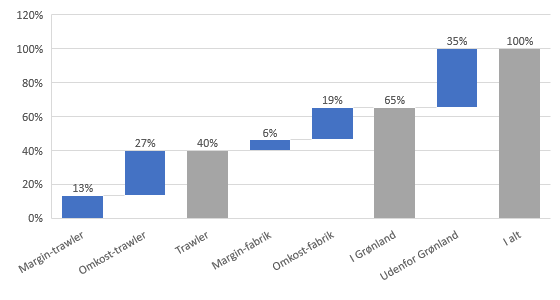 120%
100%
80%
60%
40%
20%
0%
13%
27%
40%
6%
19%
65%
35%
100%
Margin-trawler
Omkost-trawler
Trawler
Margin-fabrik
Omkost-fabrik
I Grønland
Udenfor Grønland
I alt